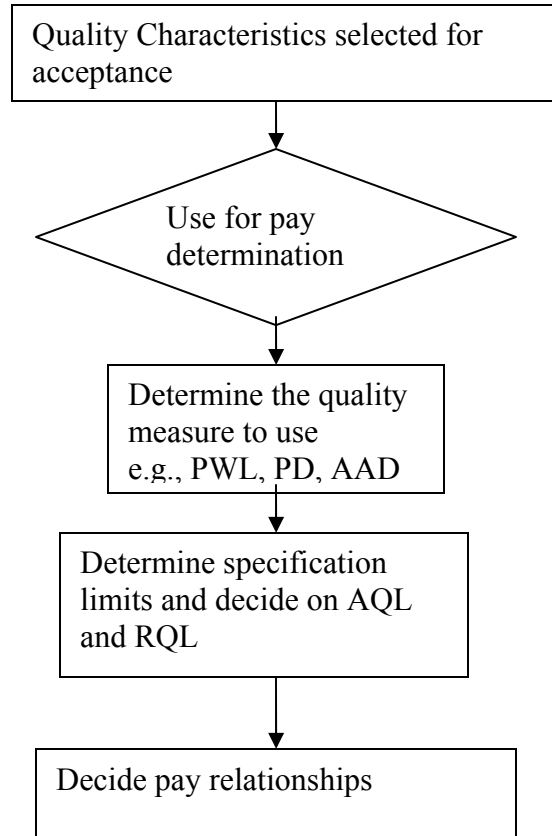 Quality Characteristics selected for
acceptance
Use for pay
determination
Determine the quality
measure to use
e.g., PWL, PD, AAD
Determine specification
limits and decide on AQL
and RQL
Decide pay relationships